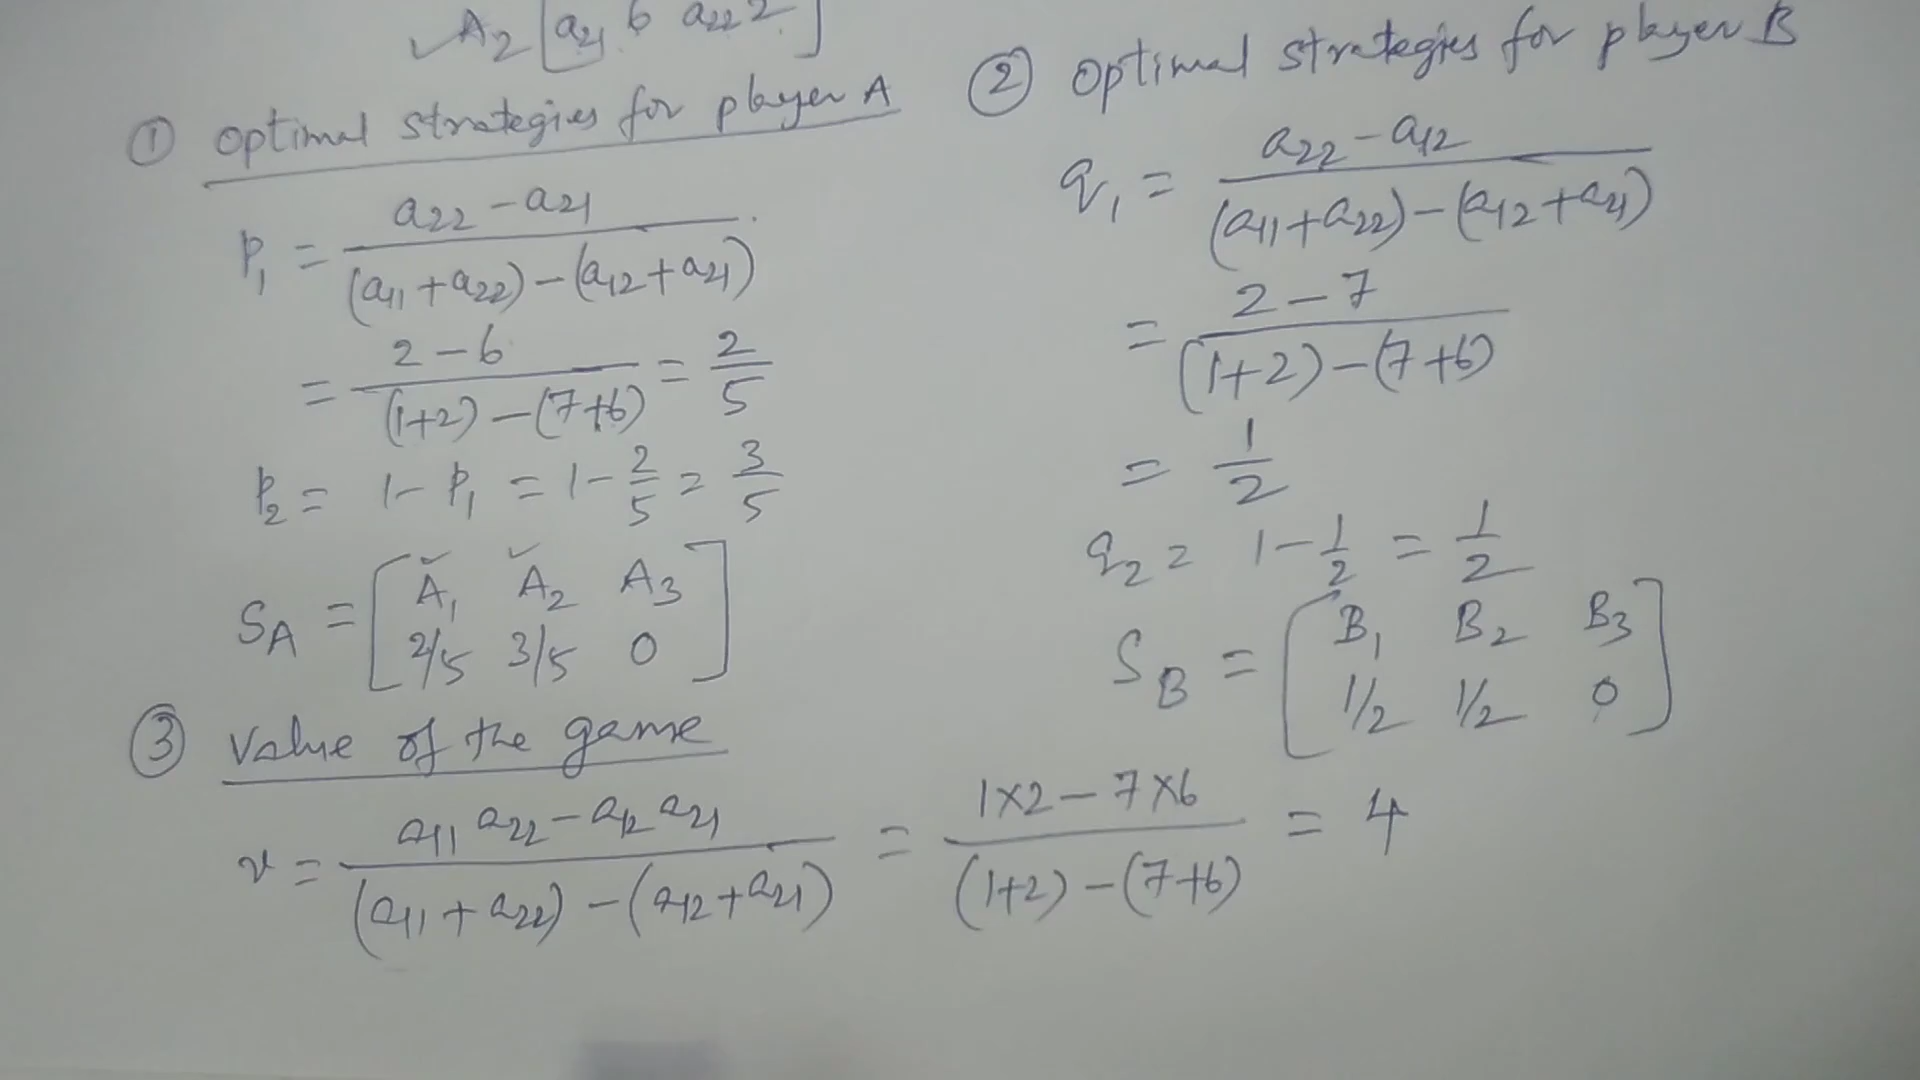 A2 [a21 6 a22 2]
① Optimal strategies for player A
P1 = (a22 - a21) / ((a11 + a22) - (a12 + a21))
= (2 - 6) / ((1+2) - (7+6)) = 2/5
P2 = 1 - P1 = 1 - 2/5 = 3/5
SA = [A1 A2 A3
2/5 3/5 0]
② Optimal strategies for player B
q1 = (a22 - a12) / ((a11 + a22) - (a12 + a21))
= (2 - 7) / ((1+2) - (7+6))
= 1/2
q2 = 1 - 1/2 = 1/2
SB = [B1 B2 B3
1/2 1/2 0]
③ Value of the game
v = (a11 a22 - a12 a21) / ((a11 + a22) - (a12 + a21)) = (1×2 - 7×6) / ((1+2) - (7+6)) = 4